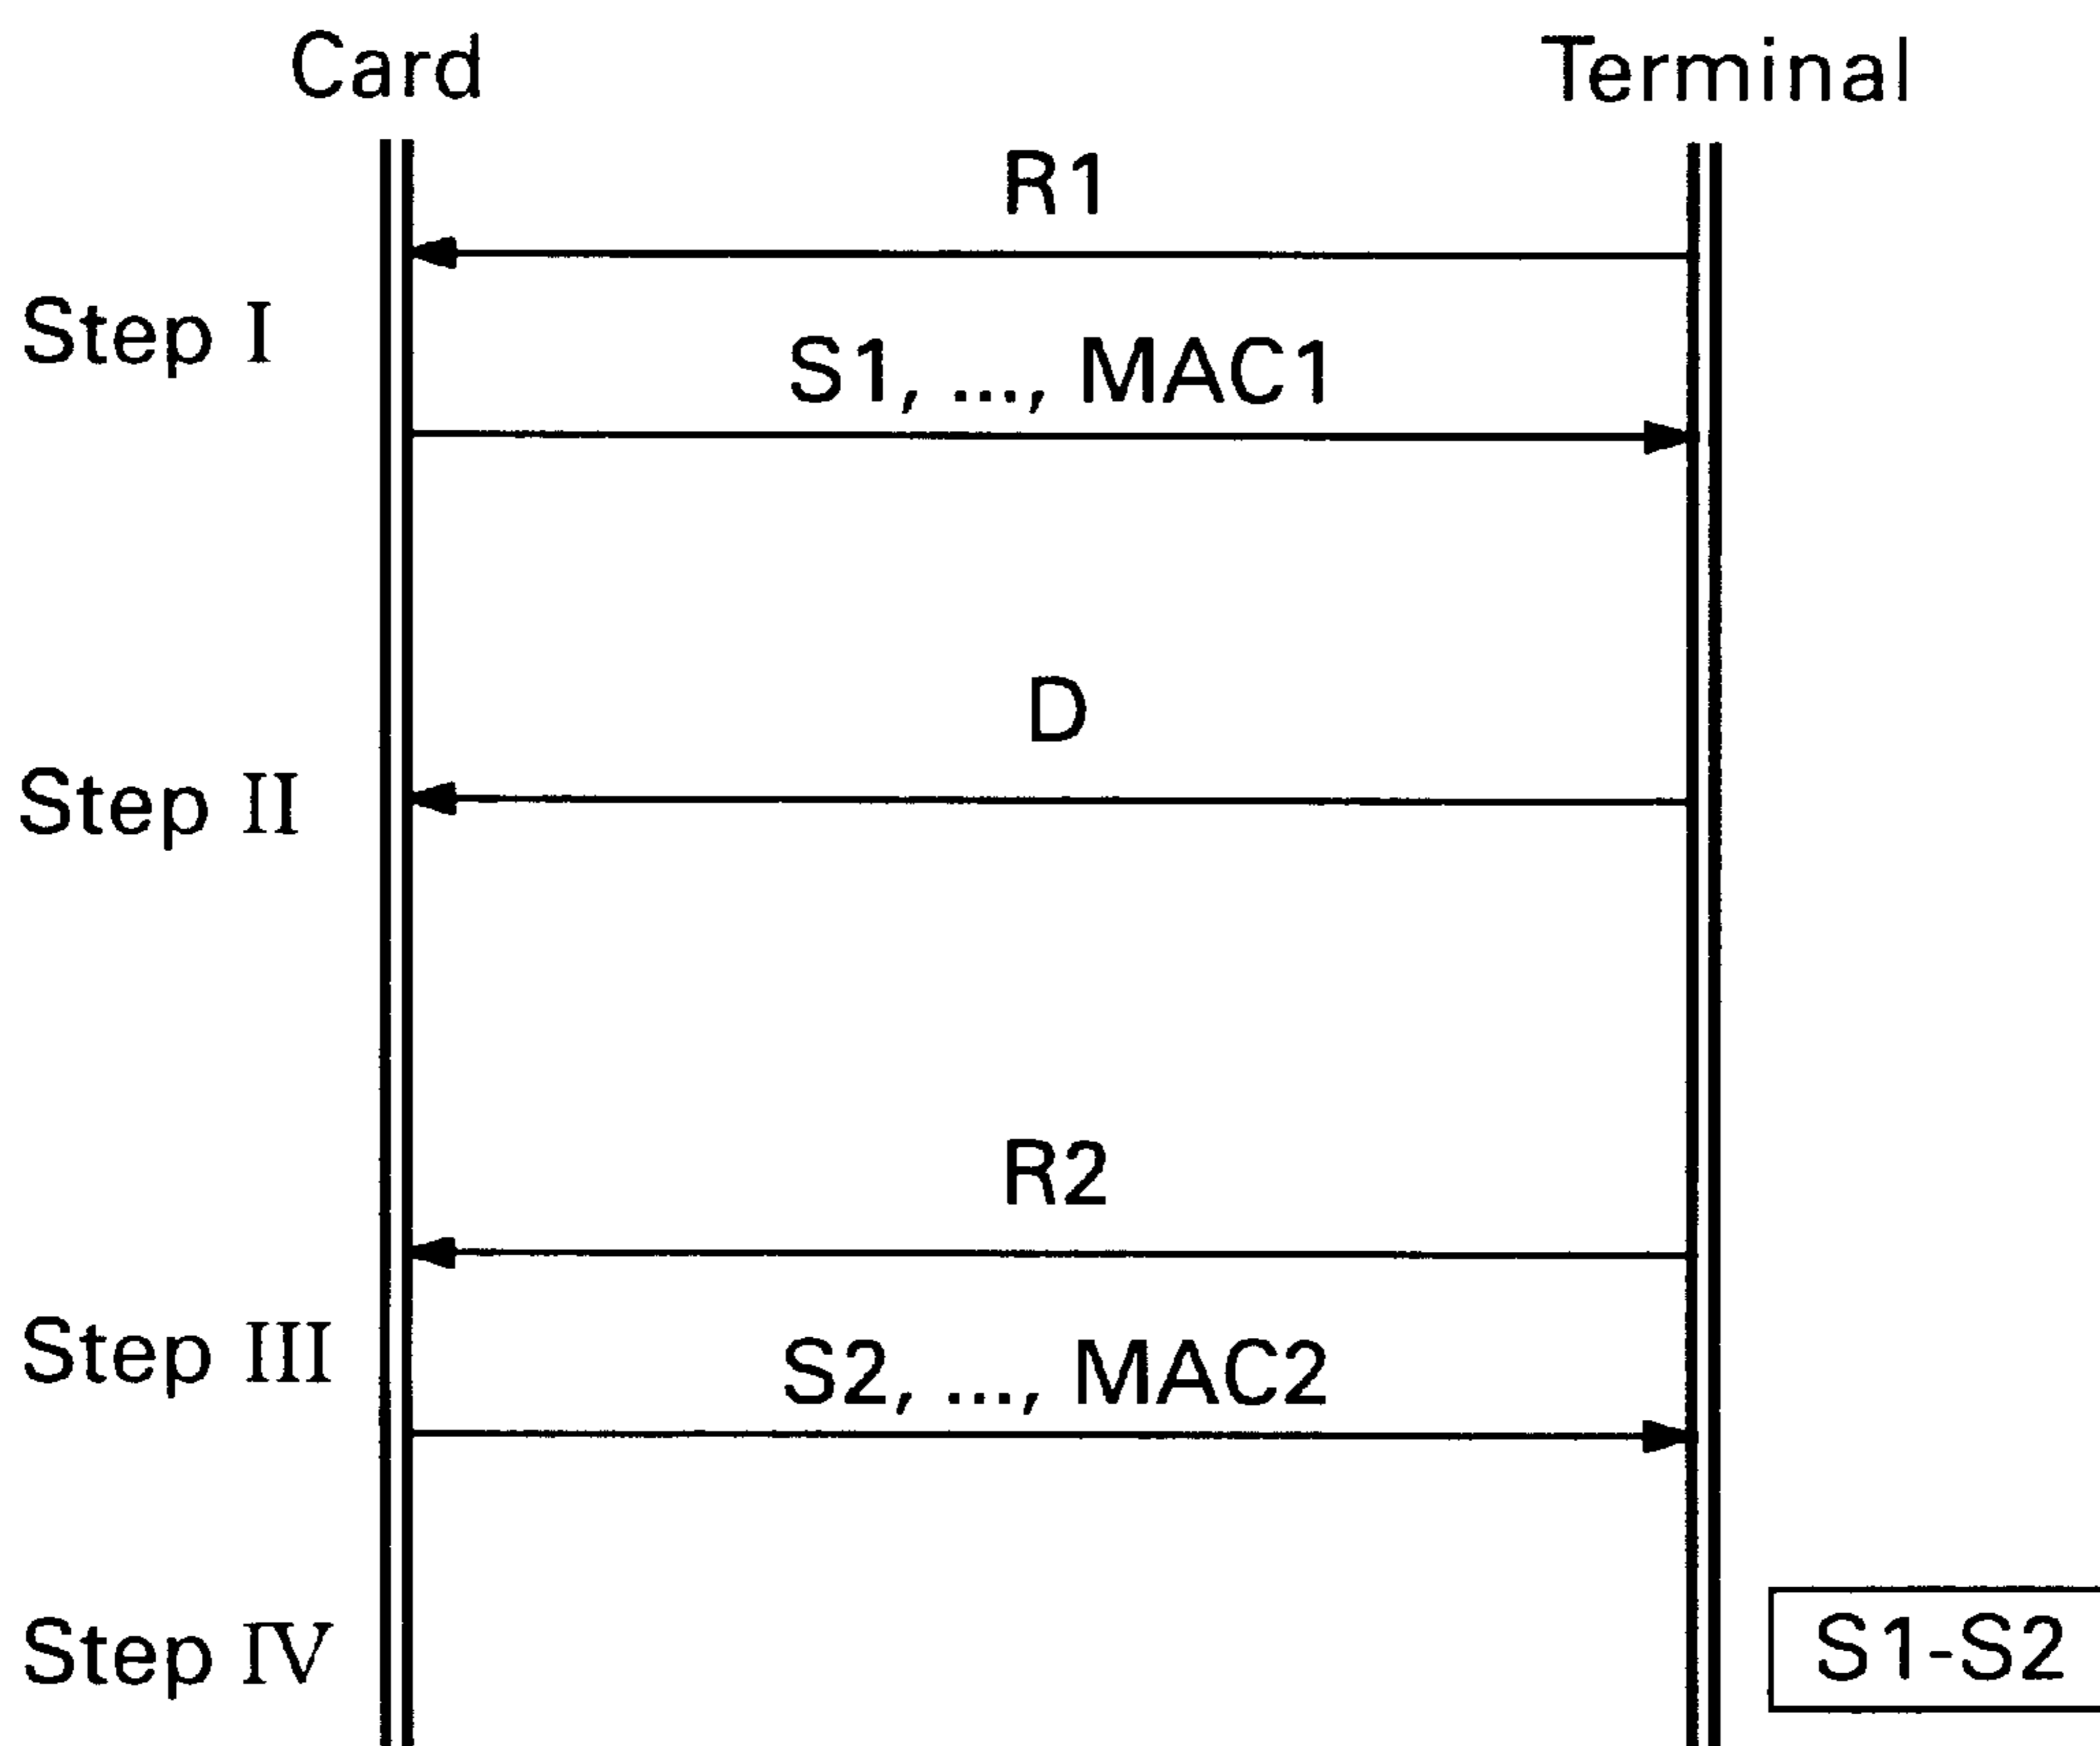 Card
Terminal
R1
Step I
S1, ..., MAC1
D
Step II
R2
Step III
S2, ..., MAC2
Step IV
S1-S2